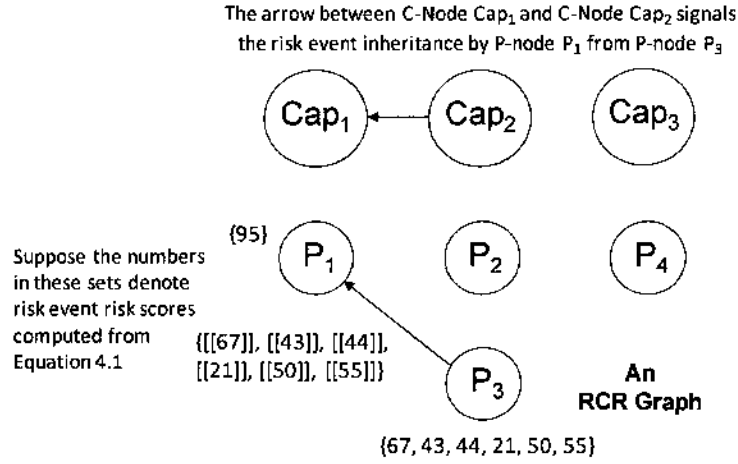 The arrow between C-Node Cap₁ and C-Node Cap₂ signals
the risk event inheritance by P-node P₁ from P-node P₃
Cap₁
Cap₂
Cap₃
{95}
P₁
P₂
P₄
Suppose the numbers
in these sets denote
risk event risk scores
computed from
Equation 4.1
{[[67]], [[43]], [[44]],
[[21]], [[50]], [[55]]}
P₃
An
RCR Graph
{67, 43, 44, 21, 50, 55}